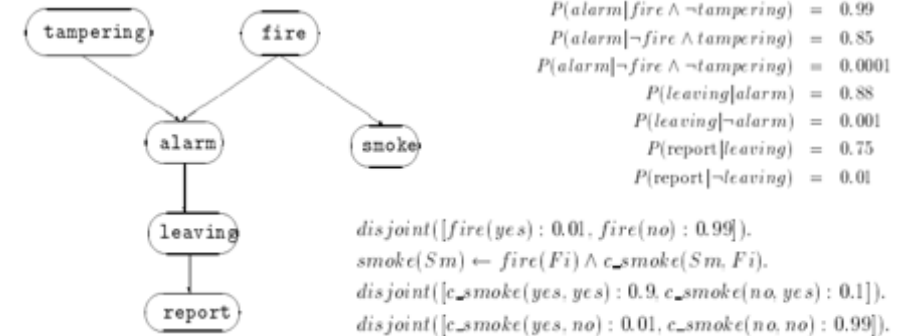 tampering
fire
alarm
smoke
leaving
report
P(alarm|fire ∧ ¬tampering) = 0.99
P(alarm|¬fire ∧ tampering) = 0.85
P(alarm|¬fire ∧ ¬tampering) = 0.0001
P(leaving|alarm) = 0.88
P(leaving|¬alarm) = 0.001
P(report|leaving) = 0.75
P(report|¬leaving) = 0.01
disjoint([fire(yes) : 0.01, fire(no) : 0.99]).
smoke(Sm) ← fire(Fi) ∧ c_smoke(Sm, Fi).
disjoint([c_smoke(yes, yes) : 0.9, c_smoke(no, yes) : 0.1]).
disjoint([c_smoke(yes, no) : 0.01, c_smoke(no, no) : 0.99]).